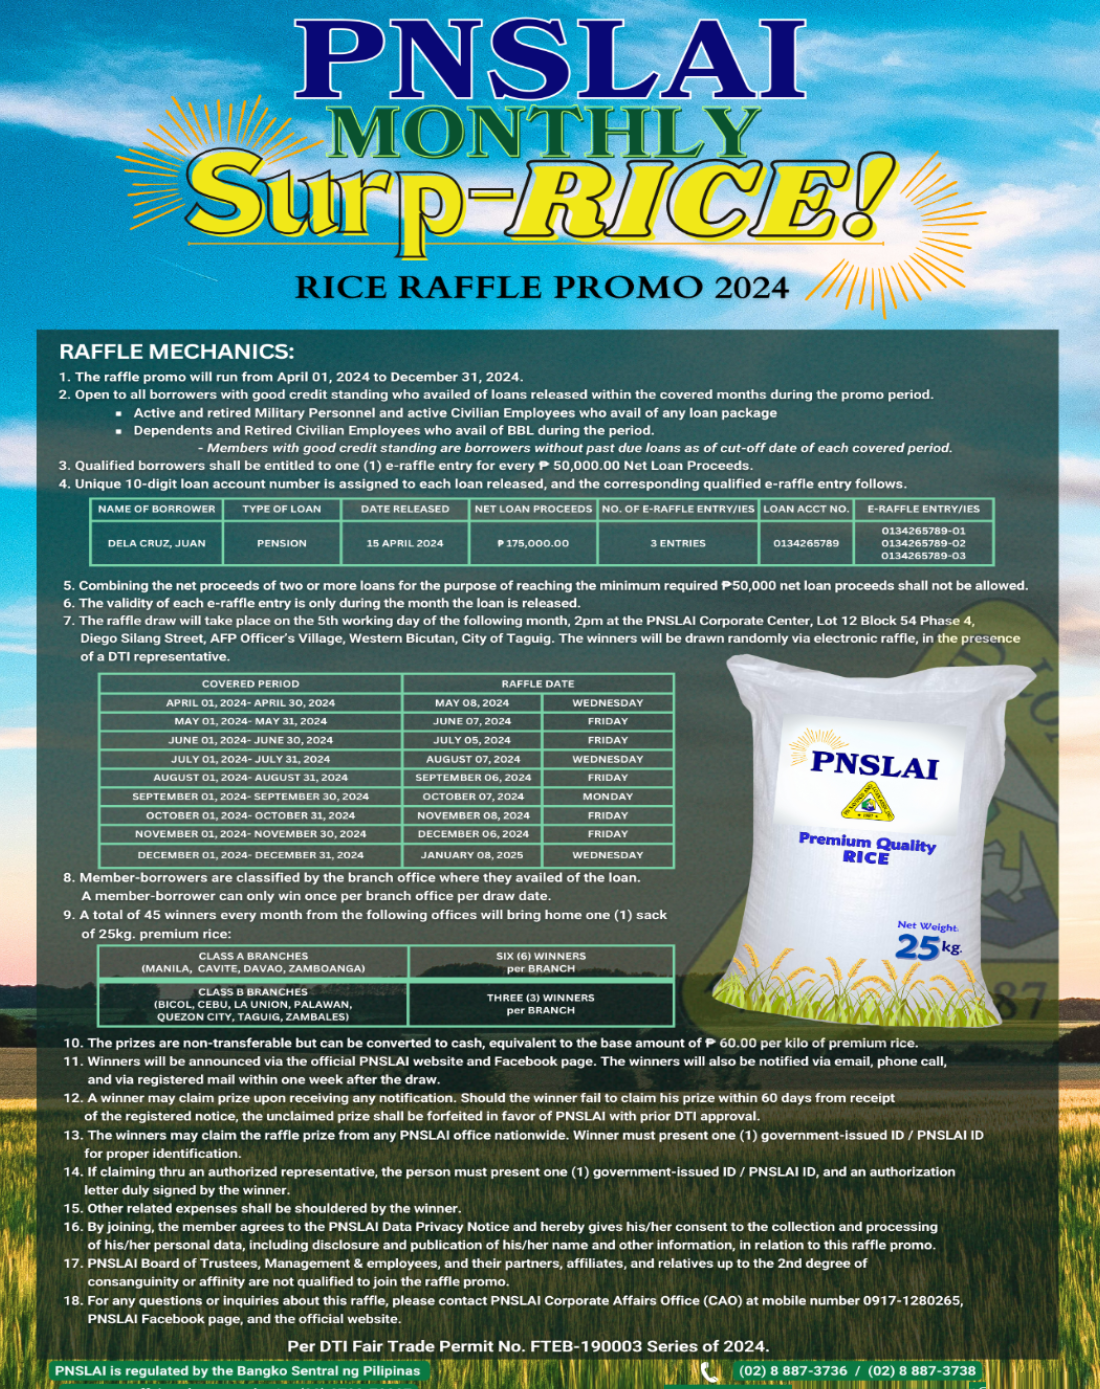 PNSLAI
MONTHLY
Surp-RICE!
RICE RAFFLE PROMO 2024
RAFFLE MECHANICS:
1. The raffle promo will run from April 01, 2024 to December 31, 2024.
2. Open to all borrowers with good credit standing who availed of loans released within the covered months during the promo period.
▪ Active and retired Military Personnel and active Civilian Employees who avail of any loan package
▪ Dependents and Retired Civilian Employees who avail of BBL during the period.
- Members with good credit standing are borrowers without past due loans as of cut-off date of each covered period.
3. Qualified borrowers shall be entitled to one (1) e-raffle entry for every ₱ 50,000.00 Net Loan Proceeds.
4. Unique 10-digit loan account number is assigned to each loan released, and the corresponding qualified e-raffle entry follows.
NAME OF BORROWER TYPE OF LOAN DATE RELEASED NET LOAN PROCEEDS NO. OF E-RAFFLE ENTRY/IES LOAN ACCT NO. E-RAFFLE ENTRY/IES
DELA CRUZ, JUAN PENSION 15 APRIL 2024 ₱ 175,000.00 3 ENTRIES 0134265789 0134265789-01
0134265789-02
0134265789-03
5. Combining the net proceeds of two or more loans for the purpose of reaching the minimum required ₱50,000 net loan proceeds shall not be allowed.
6. The validity of each e-raffle entry is only during the month the loan is released.
7. The raffle draw will take place on the 5th working day of the following month, 2pm at the PNSLAI Corporate Center, Lot 12 Block 54 Phase 4,
Diego Silang Street, AFP Officer's Village, Western Bicutan, City of Taguig. The winners will be drawn randomly via electronic raffle, in the presence
of a DTI representative.
COVERED PERIOD RAFFLE DATE
APRIL 01, 2024- APRIL 30, 2024 MAY 08, 2024 WEDNESDAY
MAY 01, 2024- MAY 31, 2024 JUNE 07, 2024 FRIDAY
JUNE 01, 2024- JUNE 30, 2024 JULY 05, 2024 FRIDAY
JULY 01, 2024- JULY 31, 2024 AUGUST 07, 2024 WEDNESDAY
AUGUST 01, 2024- AUGUST 31, 2024 SEPTEMBER 06, 2024 FRIDAY
SEPTEMBER 01, 2024- SEPTEMBER 30, 2024 OCTOBER 07, 2024 MONDAY
OCTOBER 01, 2024- OCTOBER 31, 2024 NOVEMBER 08, 2024 FRIDAY
NOVEMBER 01, 2024- NOVEMBER 30, 2024 DECEMBER 06, 2024 FRIDAY
DECEMBER 01, 2024- DECEMBER 31, 2024 JANUARY 08, 2025 WEDNESDAY
PNSLAI
Premium Quality
RICE
Net Weight.
25kg.
87
8. Member-borrowers are classified by the branch office where they availed of the loan.
A member-borrower can only win once per branch office per draw date.
9. A total of 45 winners every month from the following offices will bring home one (1) sack
of 25kg. premium rice:
CLASS A BRANCHES
(MANILA, CAVITE, DAVAO, ZAMBOANGA)
SIX (6) WINNERS
per BRANCH
CLASS B BRANCHES
(BICOL, CEBU, LA UNION, PALAWAN,
QUEZON CITY, TAGUIG, ZAMBALES)
THREE (3) WINNERS
per BRANCH
10. The prizes are non-transferable but can be converted to cash, equivalent to the base amount of ₱ 60.00 per kilo of premium rice.
11. Winners will be announced via the official PNSLAI website and Facebook page. The winners will also be notified via email, phone call,
and via registered mail within one week after the draw.
12. A winner may claim prize upon receiving any notification. Should the winner fail to claim his prize within 60 days from receipt
of the registered notice, the unclaimed prize shall be forfeited in favor of PNSLAI with prior DTI approval.
13. The winners may claim the raffle prize from any PNSLAI office nationwide. Winner must present one (1) government-issued ID / PNSLAI ID
for proper identification.
14. If claiming thru an authorized representative, the person must present one (1) government-issued ID / PNSLAI ID, and an authorization
letter duly signed by the winner.
15. Other related expenses shall be shouldered by the winner.
16. By joining, the member agrees to the PNSLAI Data Privacy Notice and hereby gives his/her consent to the collection and processing
of his/her personal data, including disclosure and publication of his/her name and other information, in relation to this raffle promo.
17. PNSLAI Board of Trustees, Management & employees, and their partners, affiliates, and relatives up to the 2nd degree of
consanguinity or affinity are not qualified to join the raffle promo.
18. For any questions or inquiries about this raffle, please contact PNSLAI Corporate Affairs Office (CAO) at mobile number 0917-1280265,
PNSLAI Facebook page, and the official website.
Per DTI Fair Trade Permit No. FTEB-190003 Series of 2024.
PNSLAI is regulated by the Bangko Sentral ng Pilipinas
(02) 8 887-3736 / (02) 8 887-3738